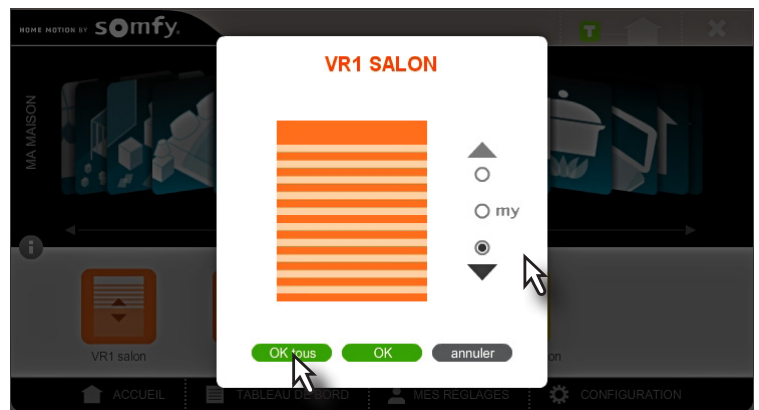 HOME MOTION BY somfy.
T
VR1 SALON
MA MAISON
my
i
VR1 salon
on
OK tous
OK
annuler
ACCUEIL
TABLEAU DE BORD
MES RÉGLAGES
CONFIGURATION